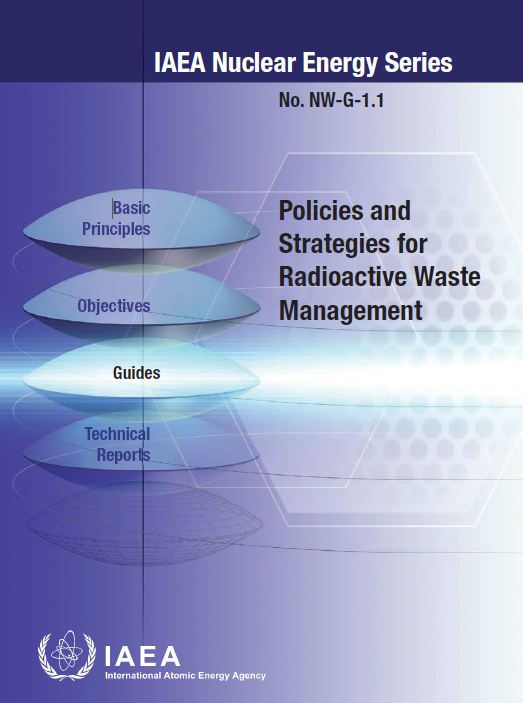 IAEA Nuclear Energy Series
No. NW-G-1.1
Basic
Principles
Policies and
Strategies for
Radioactive Waste
Management
Objectives
Guides
Technical
Reports
IAEA
International Atomic Energy Agency